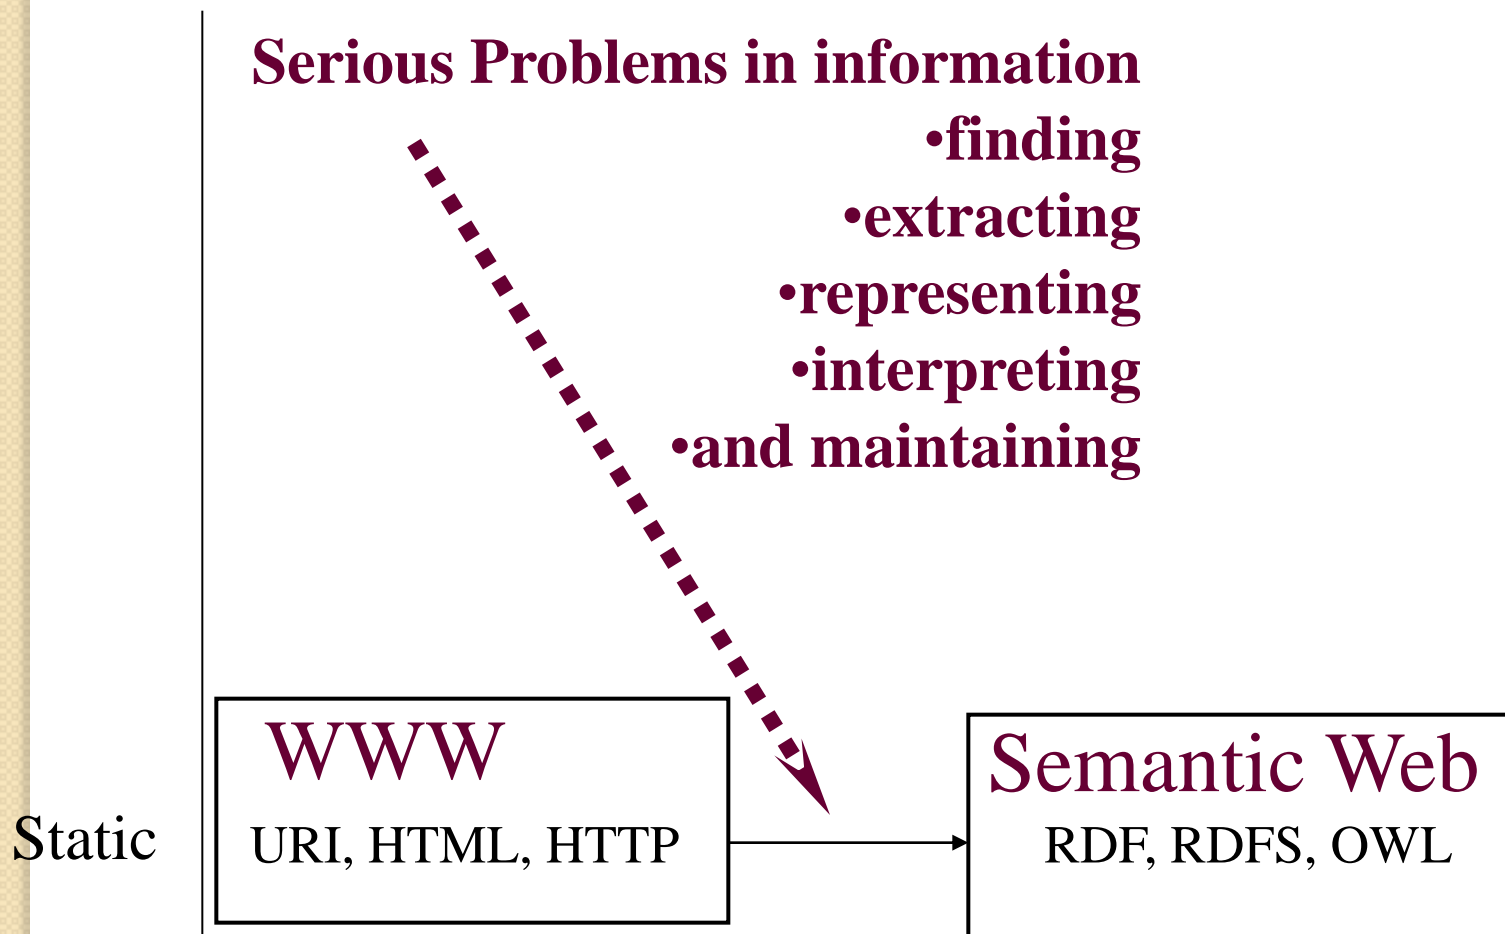 Serious Problems in information
•finding
•extracting
•representing
•interpreting
•and maintaining
WWW
Semantic Web
Static
URI, HTML, HTTP
RDF, RDFS, OWL